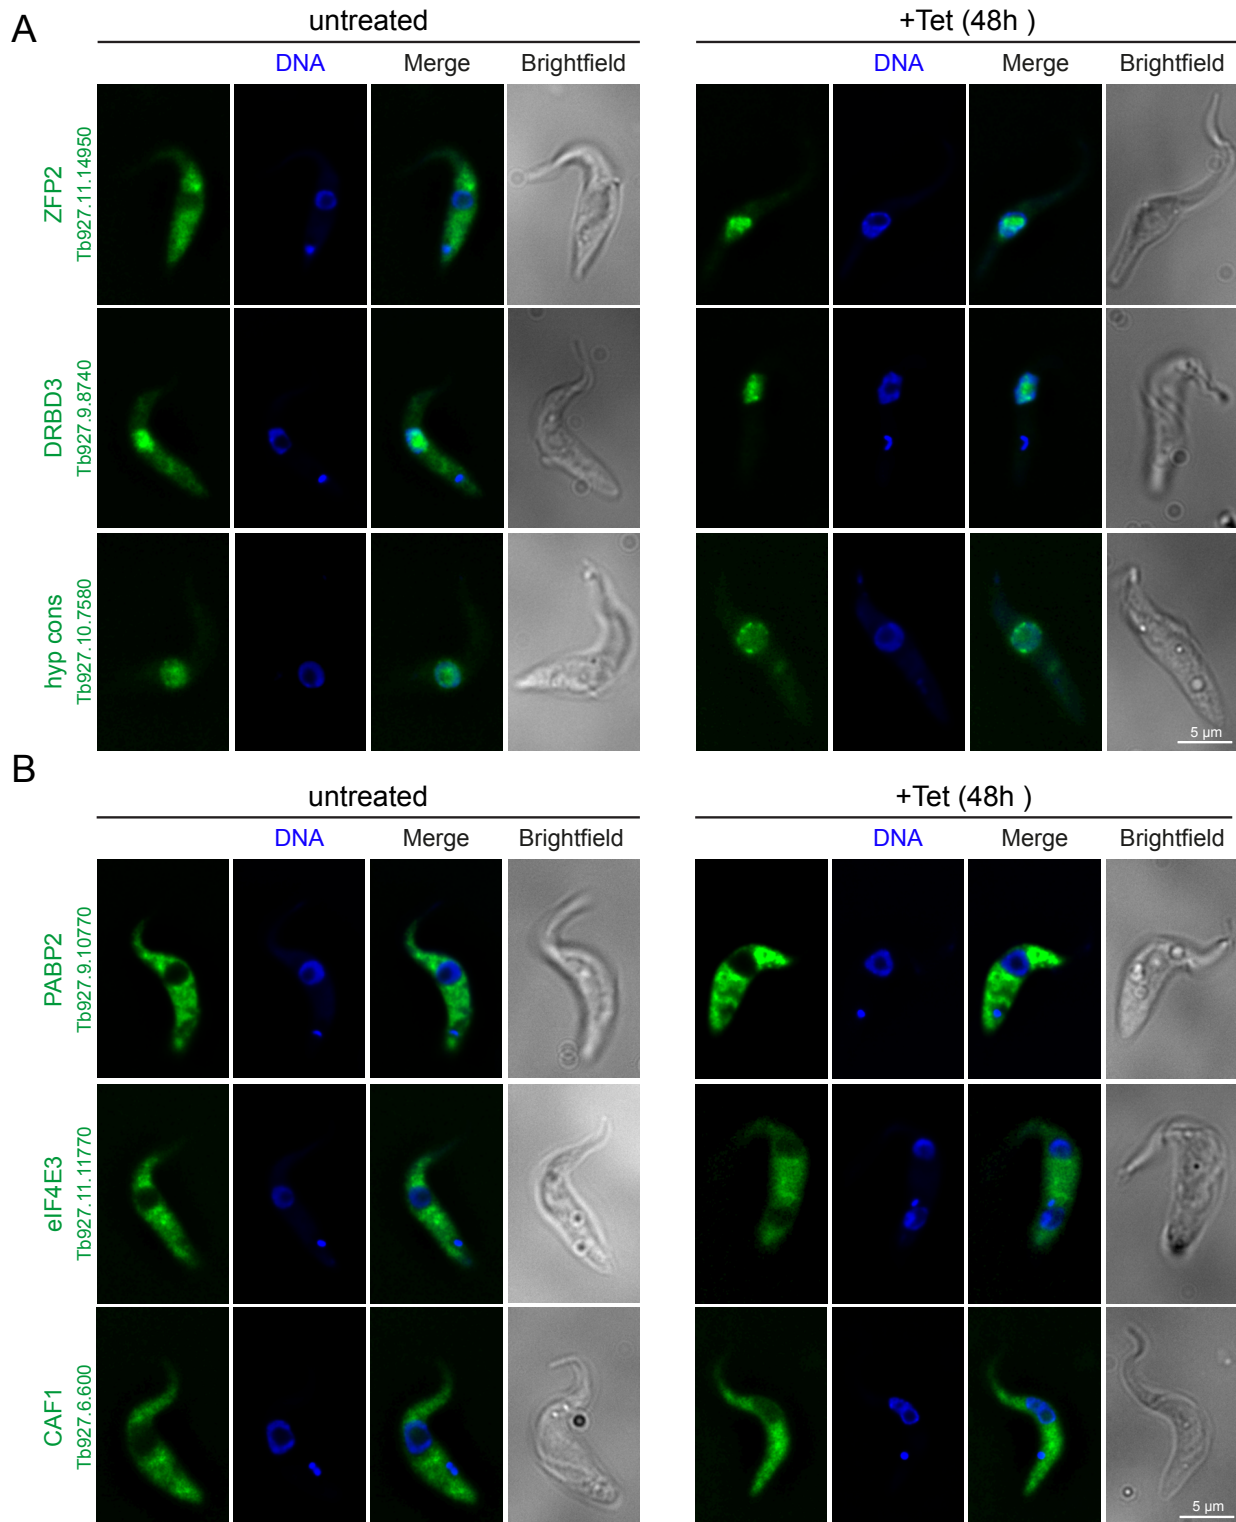 A
untreated
+Tet (48h )
DNA
Merge
Brightfield
DNA
Merge
Brightfield
ZFP2
Tb927.11.14950
DRBD3
Tb927.9.8740
hyp cons
Tb927.10.7580
5 µm
B
untreated
+Tet (48h )
DNA
Merge
Brightfield
DNA
Merge
Brightfield
PABP2
Tb927.9.10770
eIF4E3
Tb927.11.11770
CAF1
Tb927.6.600
5 µm